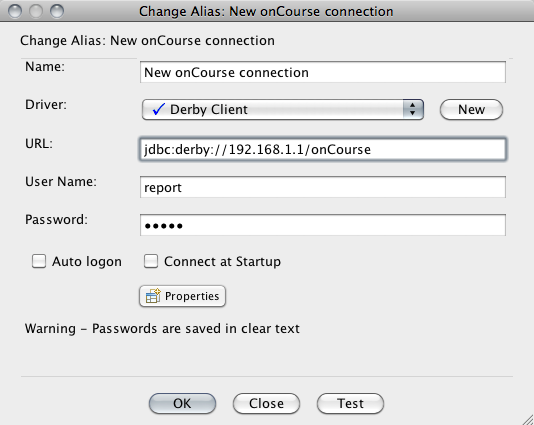 Change Alias: New onCourse connection
Change Alias: New onCourse connection
Name: New onCourse connection
Driver: Derby Client New
URL: jdbc:derby://192.168.1.1/onCourse
User Name: report
Password: •••••
Auto logon Connect at Startup
Properties
Warning - Passwords are saved in clear text
OK Close Test